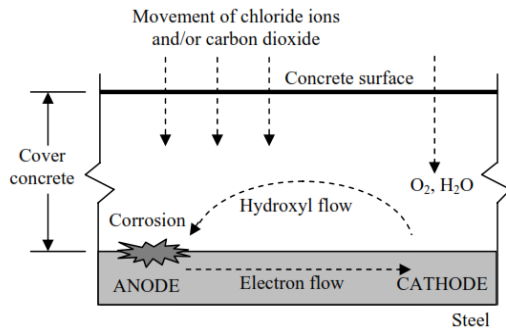 Movement of chloride ions
and/or carbon dioxide
Concrete surface
Cover
concrete
O₂, H₂O
Hydroxyl flow
Corrosion
Electron flow
ANODE
CATHODE
Steel